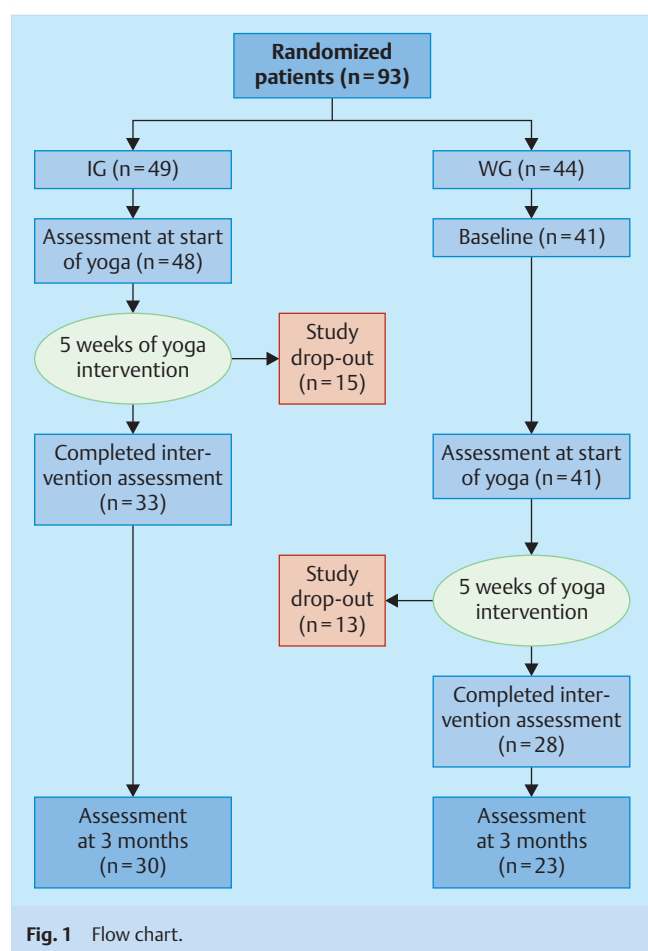 Randomized
patients (n=93)
IG (n=49)
WG (n=44)
Assessment at start
of yoga (n=48)
Baseline (n=41)
5 weeks of yoga
intervention
Study
drop-out
(n=15)
Completed inter-
vention assessment
(n=33)
Assessment at start
of yoga (n=41)
Study
drop-out
(n=13)
5 weeks of yoga
intervention
Completed inter-
vention assessment
(n=28)
Assessment
at 3 months
(n=30)
Assessment
at 3 months
(n=23)
Fig. 1 Flow chart.